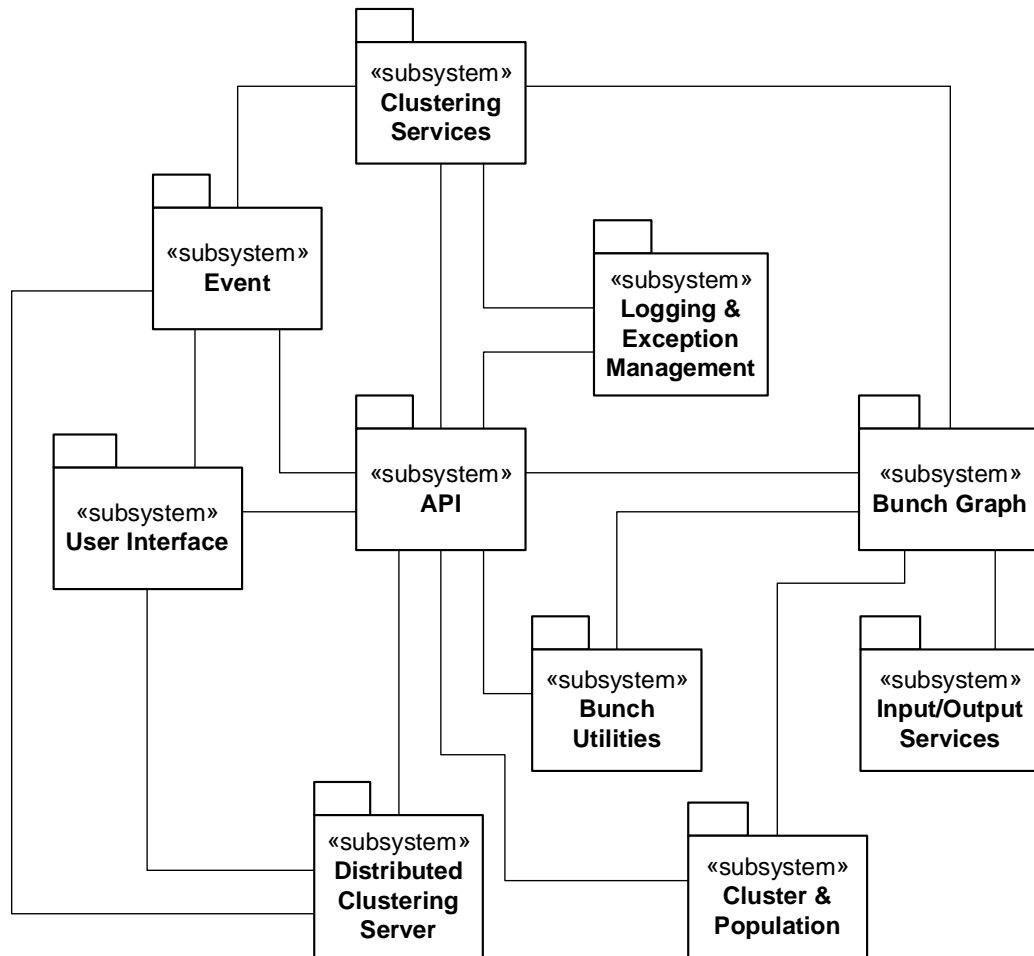 «subsystem»
Clustering
Services
«subsystem»
Event
«subsystem»
Logging &
Exception
Management
«subsystem»
User Interface
«subsystem»
API
«subsystem»
Bunch Graph
«subsystem»
Bunch
Utilities
«subsystem»
Input/Output
Services
«subsystem»
Distributed
Clustering
Server
«subsystem»
Cluster &
Population